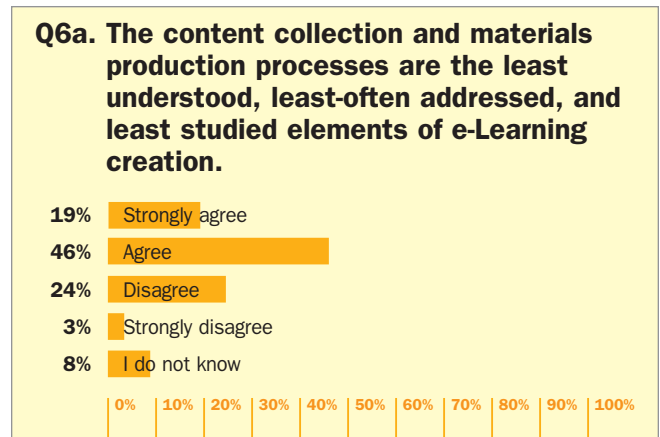 Q6a. The content collection and materials
production processes are the least
understood, least-often addressed, and
least studied elements of e-Learning
creation.
19% Strongly agree
46% Agree
24% Disagree
3% Strongly disagree
8% I do not know
0% 10% 20% 30% 40% 50% 60% 70% 80% 90% 100%